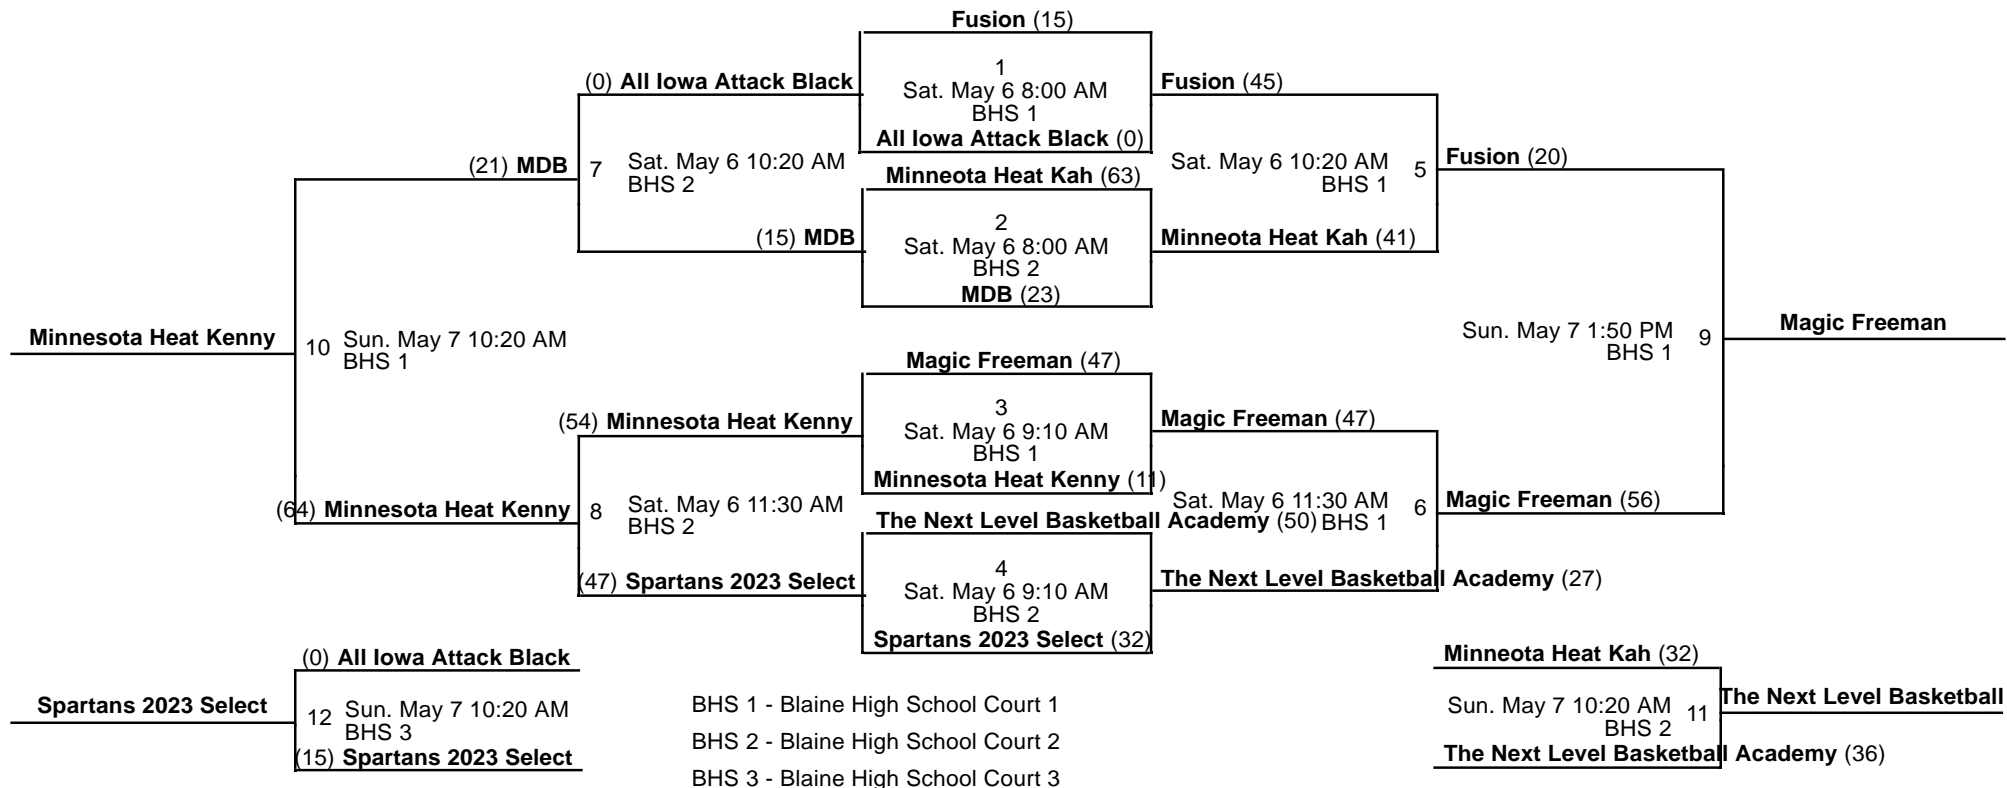 Fusion (15)
1
Sat. May 6 8:00 AM
BHS 1
All Iowa Attack Black (0)
(0) All Iowa Attack Black
Fusion (45)
(21) MDB
7
Sat. May 6 10:20 AM
BHS 2
Sat. May 6 10:20 AM
BHS 1
5
Fusion (20)
Minneota Heat Kah (63)
2
Sat. May 6 8:00 AM
BHS 2
MDB (23)
(15) MDB
Minneota Heat Kah (41)
Minnesota Heat Kenny
10
Sun. May 7 10:20 AM
BHS 1
Sun. May 7 1:50 PM
BHS 1
9
Magic Freeman
Magic Freeman (47)
3
Sat. May 6 9:10 AM
BHS 1
Minnesota Heat Kenny (11)
(54) Minnesota Heat Kenny
Magic Freeman (47)
(64) Minnesota Heat Kenny
8
Sat. May 6 11:30 AM
BHS 2
Sat. May 6 11:30 AM
BHS 1
6
Magic Freeman (56)
The Next Level Basketball Academy (50)
4
Sat. May 6 9:10 AM
BHS 2
Spartans 2023 Select (32)
(47) Spartans 2023 Select
The Next Level Basketball Academy (27)
(0) All Iowa Attack Black
Spartans 2023 Select
12
Sun. May 7 10:20 AM
BHS 3
(15) Spartans 2023 Select
BHS 1 - Blaine High School Court 1
BHS 2 - Blaine High School Court 2
BHS 3 - Blaine High School Court 3
Minneota Heat Kah (32)
Sun. May 7 10:20 AM
BHS 2
11
The Next Level Basketball
The Next Level Basketball Academy (36)